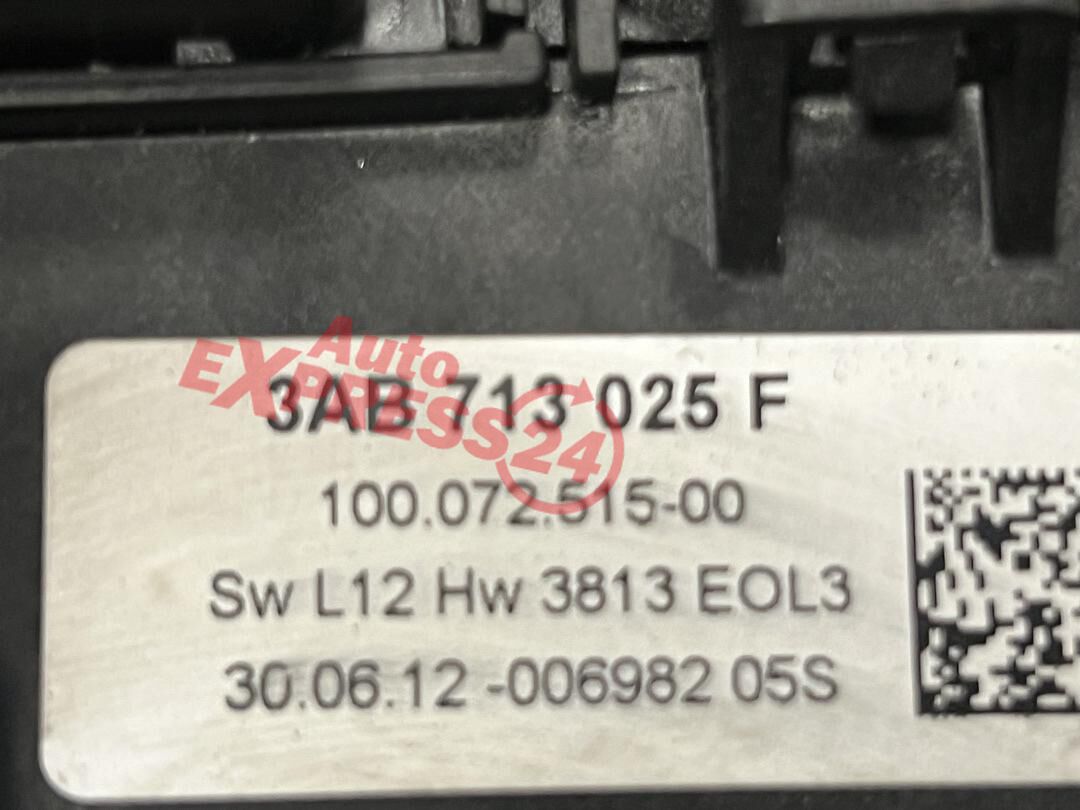 Auto
EXPRESS24
3AB 713 025 F
100.072.515-00
Sw L12 Hw 3813 EOL3
30.06.12 -006982 05S